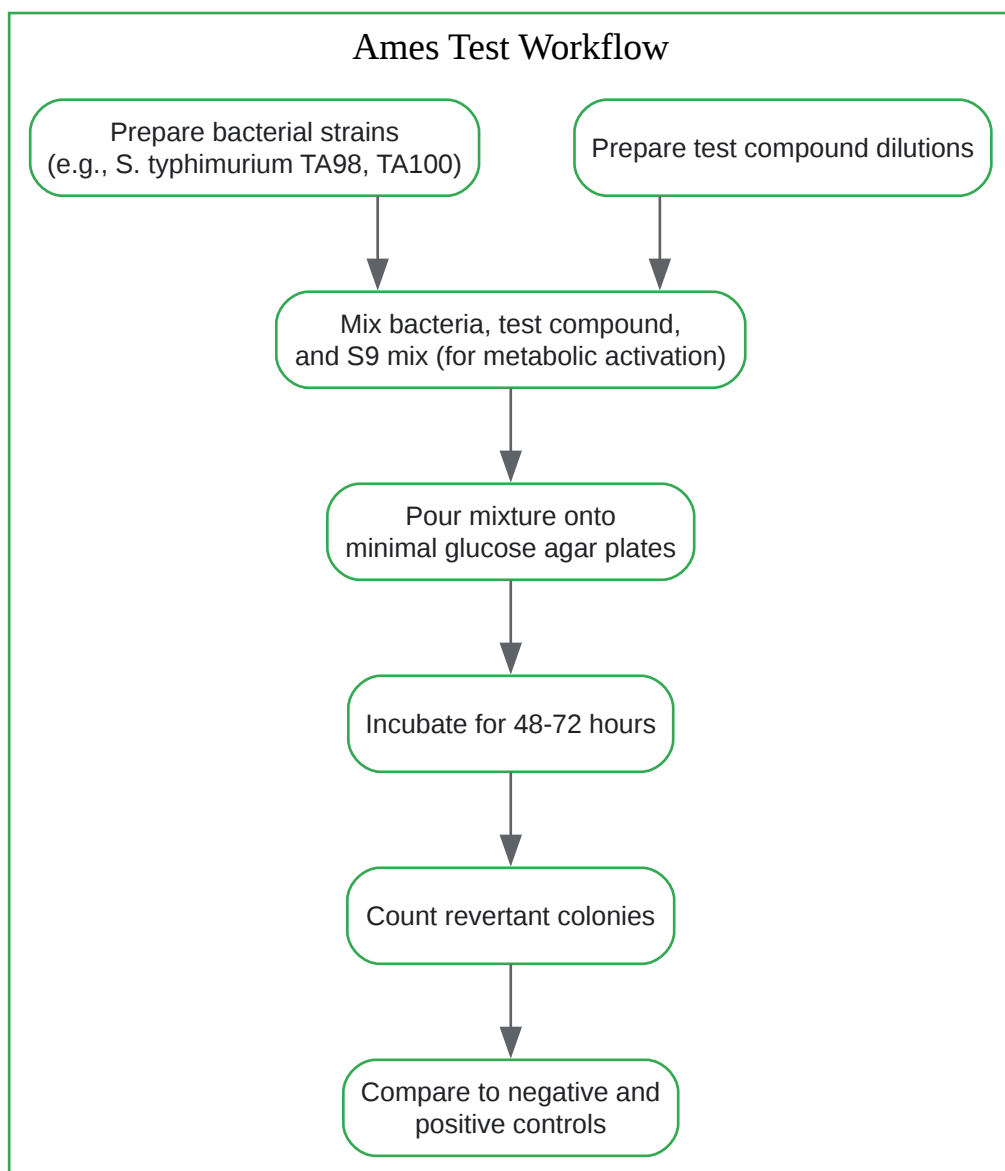 Ames Test Workflow
Prepare bacterial strains
(e.g., S. typhimurium TA98, TA100)
Prepare test compound dilutions
Mix bacteria, test compound,
and S9 mix (for metabolic activation)
Pour mixture onto
minimal glucose agar plates
Incubate for 48-72 hours
Count revertant colonies
Compare to negative and
positive controls